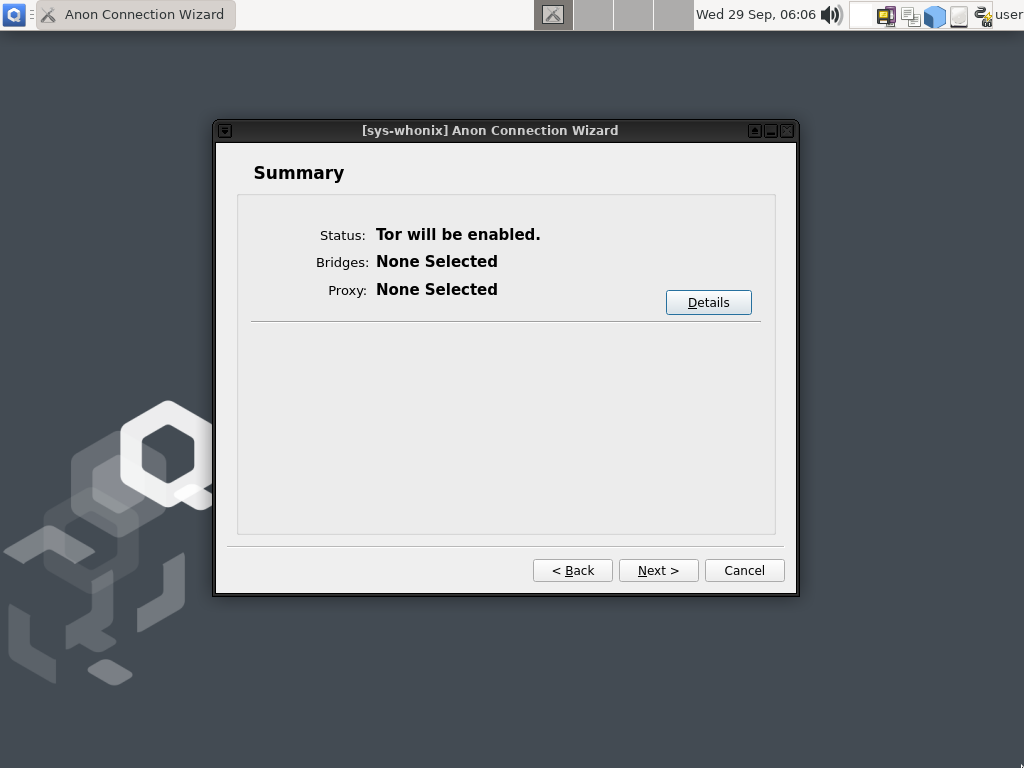 Anon Connection Wizard
Wed 29 Sep, 06:06
user
[sys-whonix] Anon Connection Wizard
Summary
Status: Tor will be enabled.
Bridges: None Selected
Proxy: None Selected
Details
< Back
Next >
Cancel